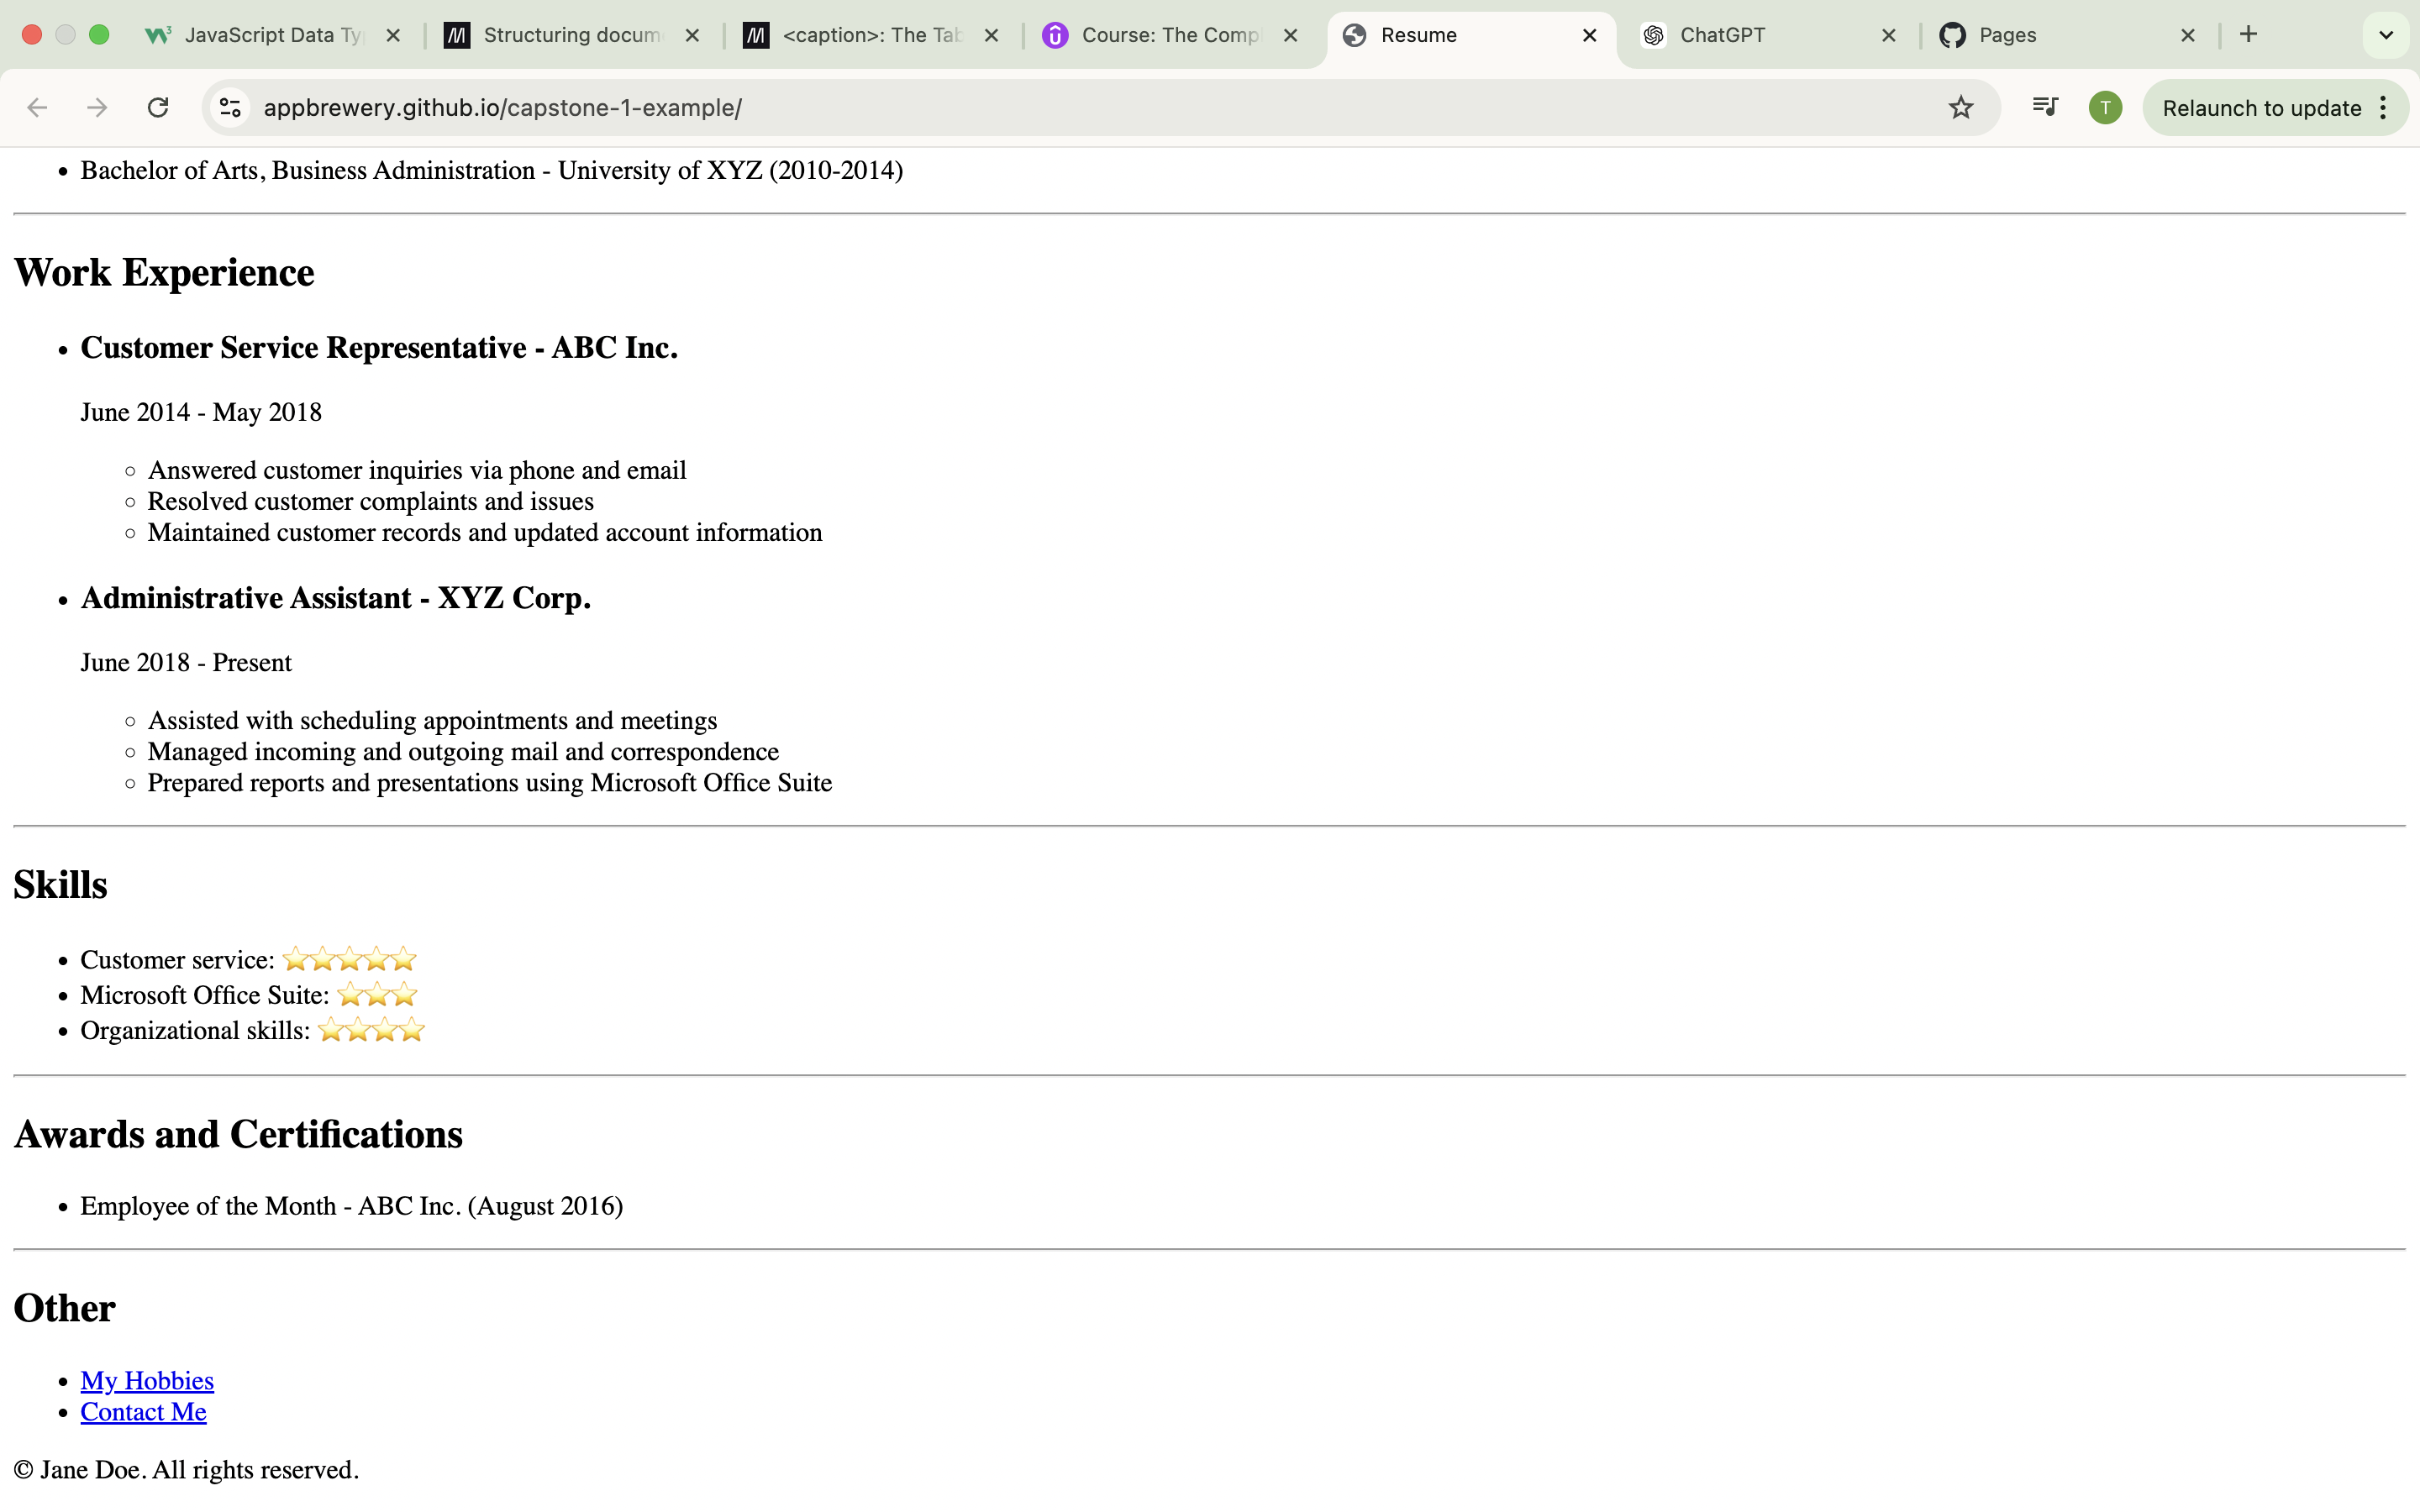 JavaScript Data Ty
Structuring docum
<caption>: The Tab
Course: The Comp
Resume
ChatGPT
Pages
appbrewery.github.io/capstone-1-example/
T
Relaunch to update
• Bachelor of Arts, Business Administration - University of XYZ (2010-2014)
Work Experience
• Customer Service Representative - ABC Inc.
June 2014 - May 2018
◦ Answered customer inquiries via phone and email
◦ Resolved customer complaints and issues
◦ Maintained customer records and updated account information
• Administrative Assistant - XYZ Corp.
June 2018 - Present
◦ Assisted with scheduling appointments and meetings
◦ Managed incoming and outgoing mail and correspondence
◦ Prepared reports and presentations using Microsoft Office Suite
Skills
• Customer service: ⭐⭐⭐⭐⭐
• Microsoft Office Suite: ⭐⭐⭐
• Organizational skills: ⭐⭐⭐⭐
Awards and Certifications
• Employee of the Month - ABC Inc. (August 2016)
Other
• My Hobbies
• Contact Me
© Jane Doe. All rights reserved.